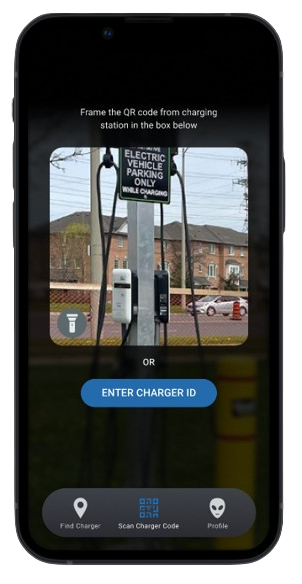 Frame the QR code from charging
station in the box below
ELECTRIC
VEHICLE
PARKING
ONLY
WHILE CHARGING
OR
ENTER CHARGER ID
Find Charger
Scan Charger Code
Profile